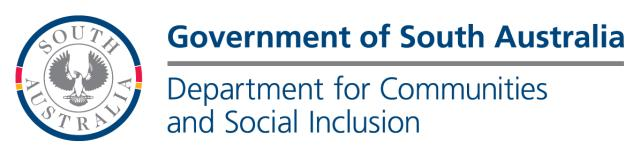 SOUTH
AUSTRALIA
Government of South Australia
Department for Communities
and Social Inclusion